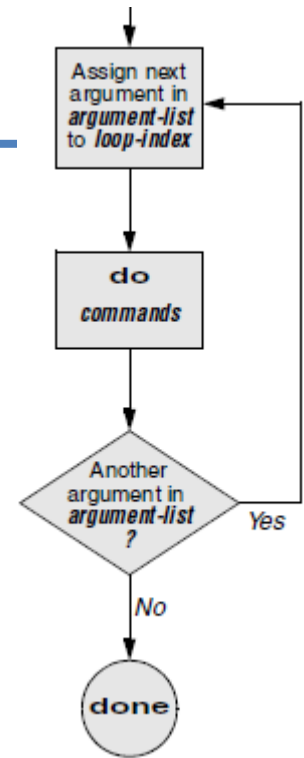 Assign next
argument in
argument-list
to loop-index
do
commands
Another
argument in
argument-list
?
Yes
No
done